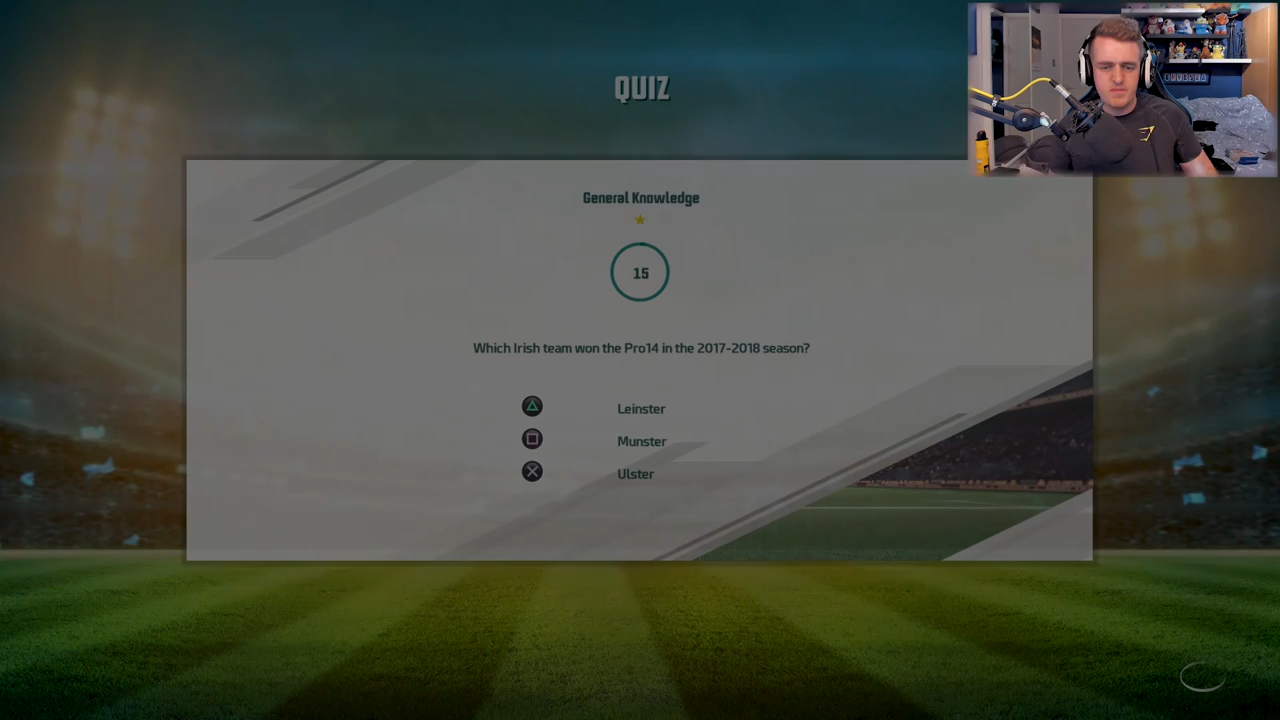 QUIZ
General Knowledge
15
Which Irish team won the Pro14 in the 2017-2018 season?
Leinster
Munster
Ulster